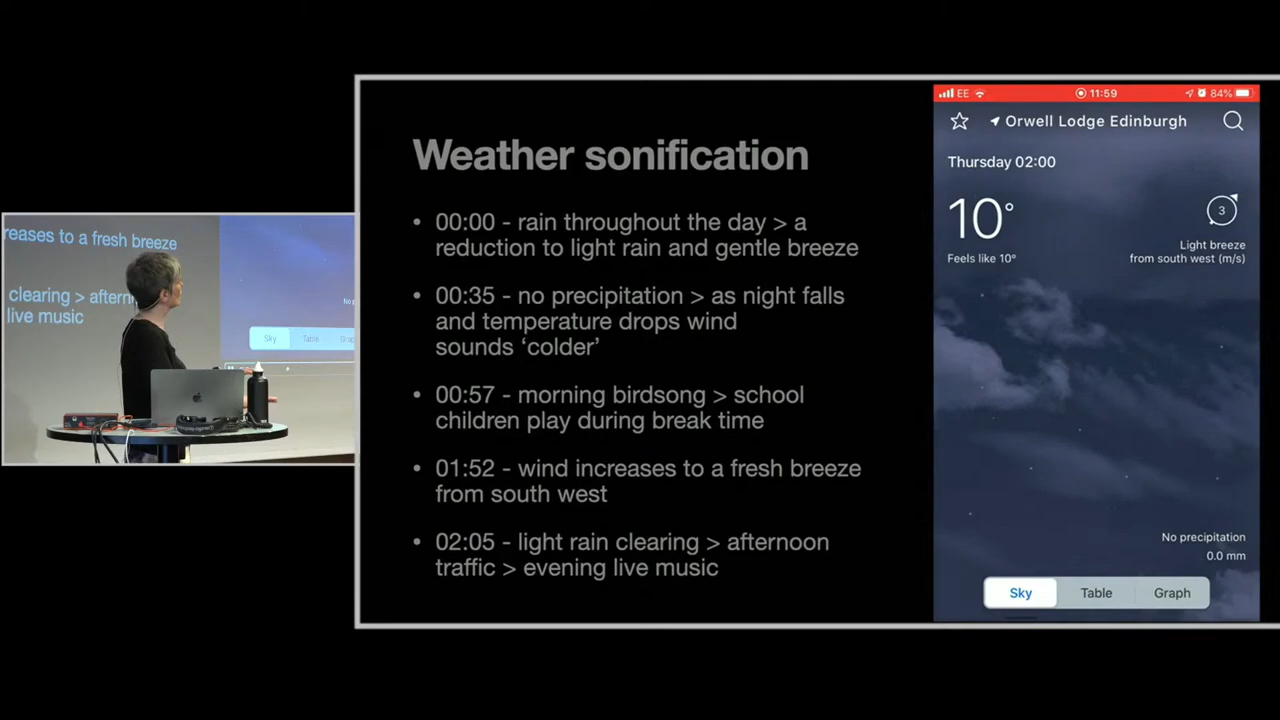 reases to a fresh breeze
clearing > aftern
live music
No p
Sky Table Gra
Weather sonification
• 00:00 - rain throughout the day > a
reduction to light rain and gentle breeze
• 00:35 - no precipitation > as night falls
and temperature drops wind
sounds ‘colder’
• 00:57 - morning birdsong > school
children play during break time
• 01:52 - wind increases to a fresh breeze
from south west
• 02:05 - light rain clearing > afternoon
traffic > evening live music
EE 11:59 84%
Orwell Lodge Edinburgh
Thursday 02:00
10°
Feels like 10°
3
Light breeze
from south west (m/s)
No precipitation
0.0 mm
Sky Table Graph